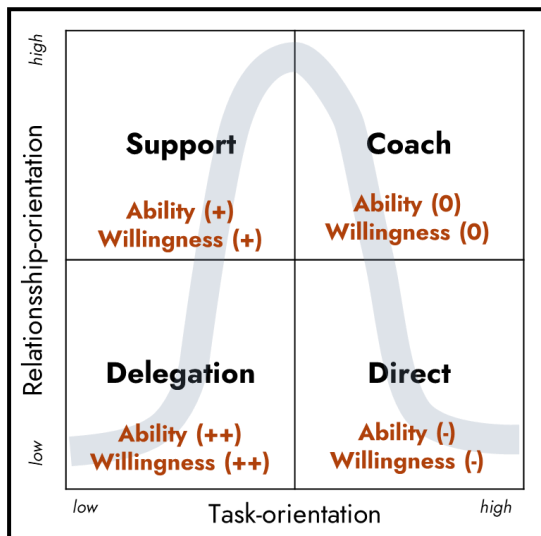 high
Relationsship-orientation
low
Support
Ability (+)
Willingness (+)
Coach
Ability (0)
Willingness (0)
Delegation
Ability (++)
Willingness (++)
Direct
Ability (-)
Willingness (-)
low
Task-orientation
high